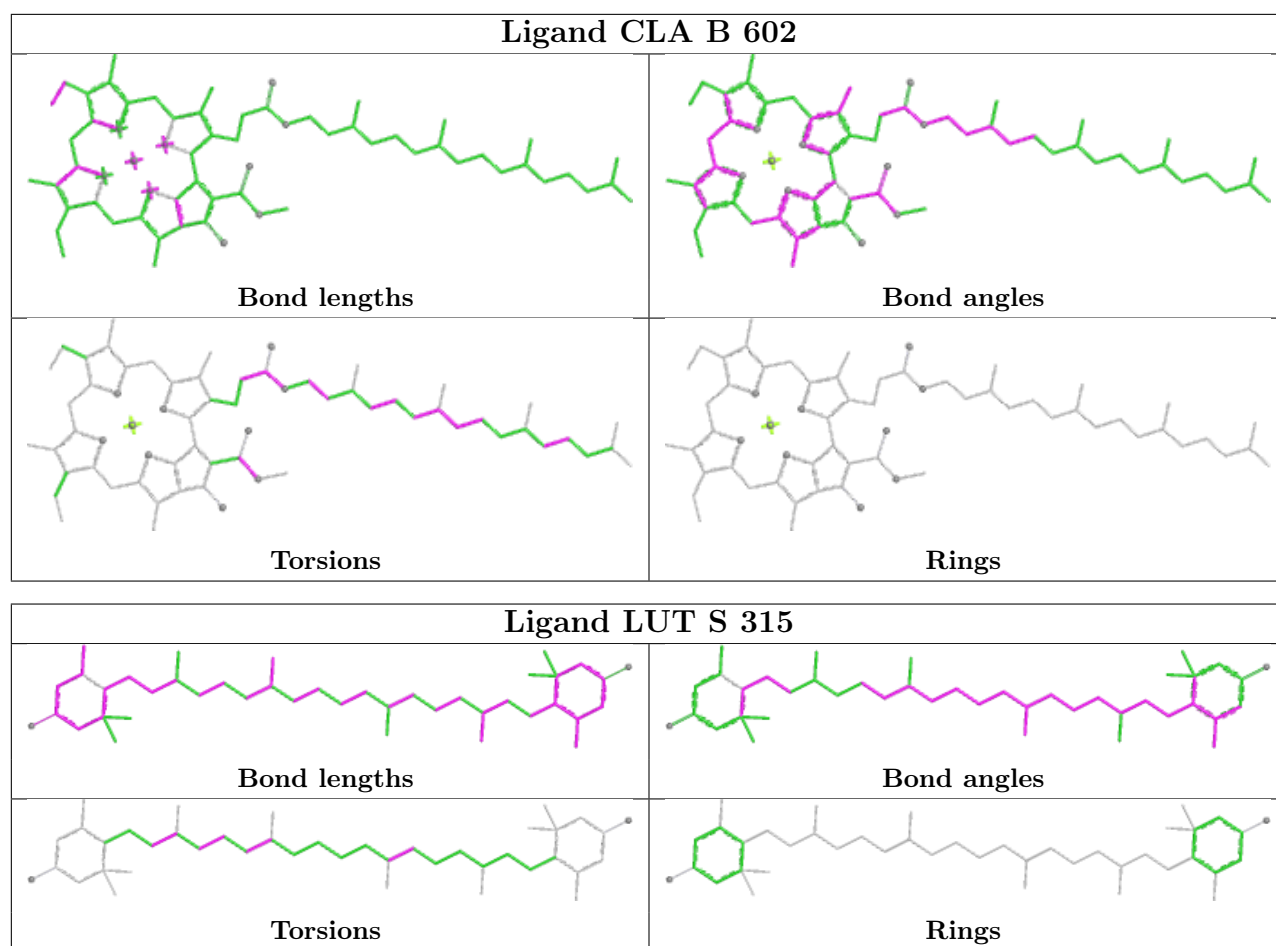 Ligand CLA B 602
Bond lengths
Bond angles
Torsions
Rings
Ligand LUT S 315
Bond lengths
Bond angles
Torsions
Rings